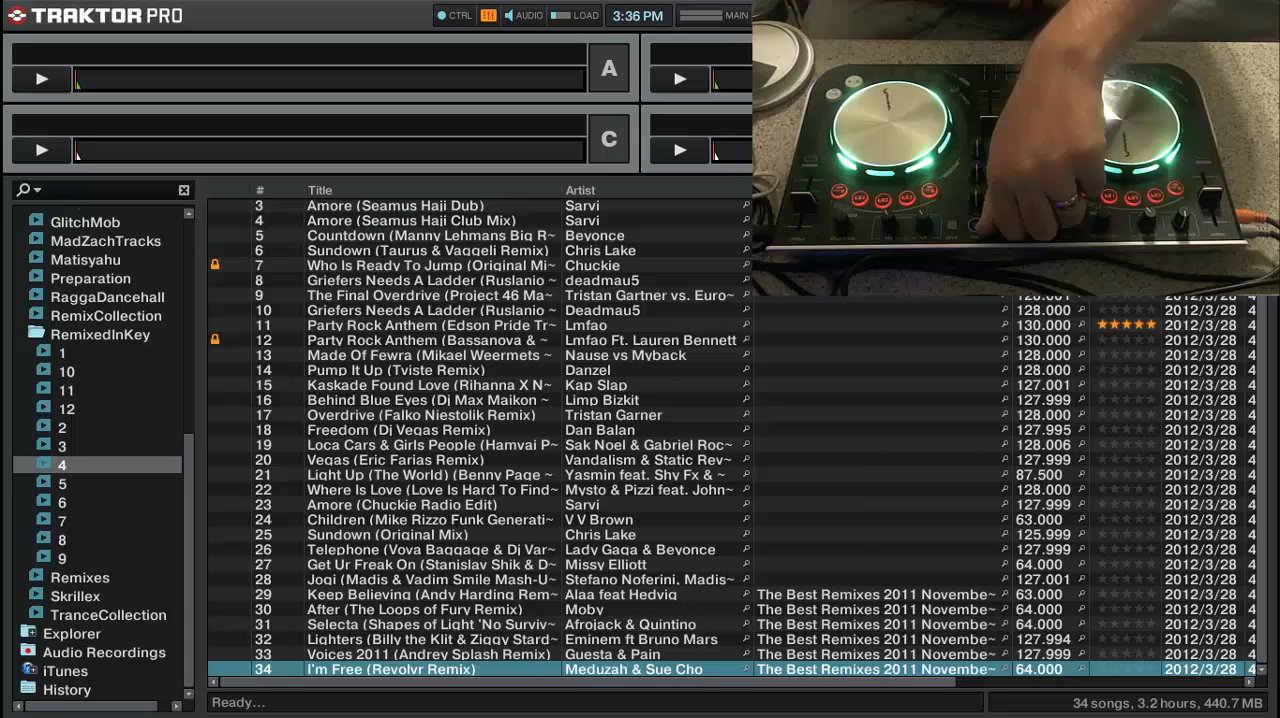 TRAKTOR PRO
CTRL AUDIO LOAD 3:36 PM MAIN
A
C
# Title Artist
3 Amore (Seamus Haji Dub) Sarvi
4 Amore (Seamus Haji Club Mix) Sarvi
5 Countdown (Manny Lehmans Big R~ Beyonce
6 Sundown (Taurus & Vaggeli Remix) Chris Lake
7 Who Is Ready To Jump (Original Mi~ Chuckie
8 Griefers Needs A Ladder (Ruslanio ~ deadmau5
9 The Final Overdrive (Project 46 Ma~ Tristan Gartner vs. Euro~ 128.001 2012/3/28 4
10 Griefers Needs A Ladder (Ruslanio ~ Deadmau5 128.000 2012/3/28 4
11 Party Rock Anthem (Edson Pride Tr~ Lmfao 130.000 2012/3/28 4
12 Party Rock Anthem (Bassanova & ~ Lmfao Ft. Lauren Bennett 130.000 2012/3/28 4
13 Made Of Fewra (Mikael Weermets ~ Nause vs Myback 128.000 2012/3/28 4
14 Pump It Up (Tviste Remix) Danzel 128.000 2012/3/28 4
15 Kaskade Found Love (Rihanna X N~ Kap Slap 127.001 2012/3/28 4
16 Behind Blue Eyes (Dj Max Maikon ~ Limp Bizkit 127.999 2012/3/28 4
17 Overdrive (Falko Niestolik Remix) Tristan Garner 128.000 2012/3/28 4
18 Freedom (Dj Vegas Remix) Dan Balan 127.995 2012/3/28 4
19 Loca Cars & Girls People (Hamvai P~ Sak Noel & Gabriel Roc~ 128.006 2012/3/28 4
20 Vegas (Eric Farias Remix) Vandalism & Static Rev~ 127.999 2012/3/28 4
21 Light Up (The World) (Benny Page ~ Yasmin feat. Shy Fx & ~ 87.500 2012/3/28 4
22 Where Is Love (Love Is Hard To Find~ Mysto & Pizzi feat. John~ 128.000 2012/3/28 4
23 Amore (Chuckie Radio Edit) Sarvi 127.999 2012/3/28 4
24 Children (Mike Rizzo Funk Generati~ V V Brown 63.000 2012/3/28 4
25 Sundown (Original Mix) Chris Lake 125.999 2012/3/28 4
26 Telephone (Vova Baggage & Dj Var~ Lady Gaga & Beyonce 127.999 2012/3/28 4
27 Get Ur Freak On (Stanislav Shik & D~ Missy Elliott 64.000 2012/3/28 4
28 Jogi (Madis & Vadim Smile Mash-U~ Stefano Noferini, Madis~ 127.001 2012/3/28 4
29 Keep Believing (Andy Harding Rem~ Alaa feat Hedvig The Best Remixes 2011 Novembe~ 63.000 2012/3/28 4
30 After (The Loops of Fury Remix) Moby The Best Remixes 2011 Novembe~ 64.000 2012/3/28 4
31 Selecta (Shapes of Light 'No Surviv~ Afrojack & Quintino The Best Remixes 2011 Novembe~ 64.000 2012/3/28 4
32 Lighters (Billy the Klit & Ziggy Stard~ Eminem ft Bruno Mars The Best Remixes 2011 Novembe~ 127.994 2012/3/28 4
33 Voices 2011 (Andrey Splash Remix) Guesta & Pain The Best Remixes 2011 Novembe~ 127.999 2012/3/28 4
34 I'm Free (Revolvr Remix) Meduzah & Sue Cho The Best Remixes 2011 Novembe~ 64.000 2012/3/28 4
GlitchMob
MadZachTracks
Matisyahu
Preparation
RaggaDancehall
RemixCollection
RemixedInKey
1
10
11
12
2
3
4
5
6
7
8
9
Remixes
Skrillex
TranceCollection
Explorer
Audio Recordings
iTunes
History
Ready...
34 songs, 3.2 hours, 440.7 MB